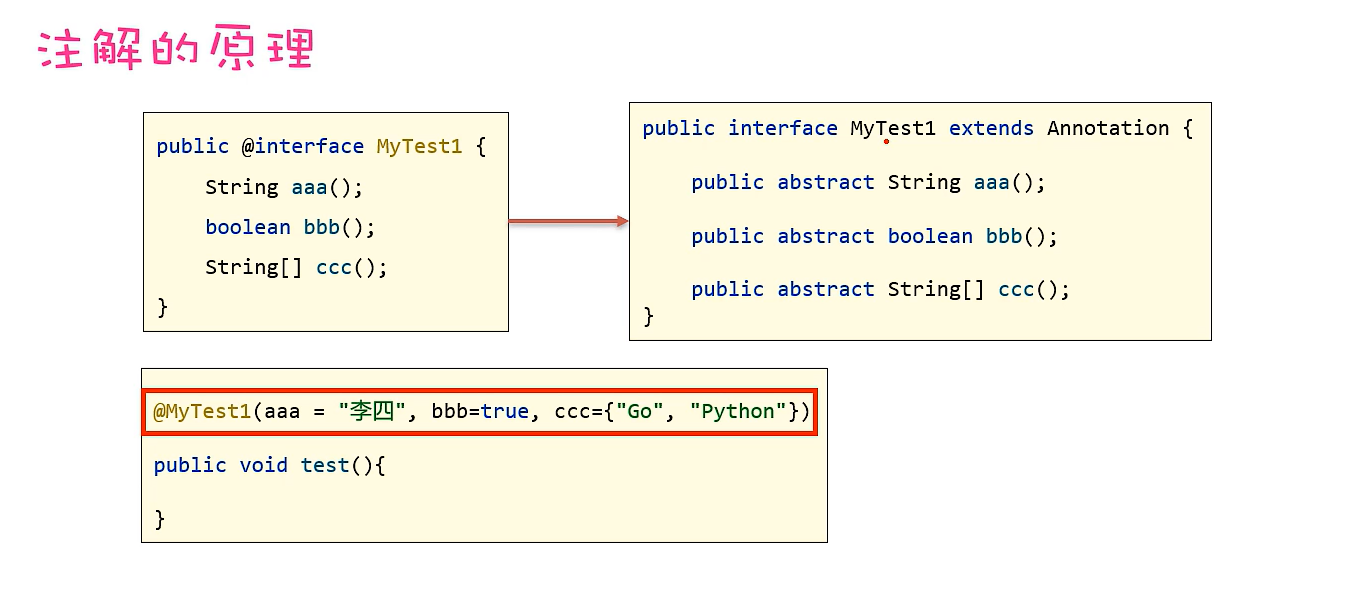 注解的原理
public @interface MyTest1 {
String aaa();
boolean bbb();
String[] ccc();
}
public interface MyTest1 extends Annotation {
public abstract String aaa();
public abstract boolean bbb();
public abstract String[] ccc();
}
@MyTest1(aaa = "李四", bbb=true, ccc={"Go", "Python"})
public void test(){
}